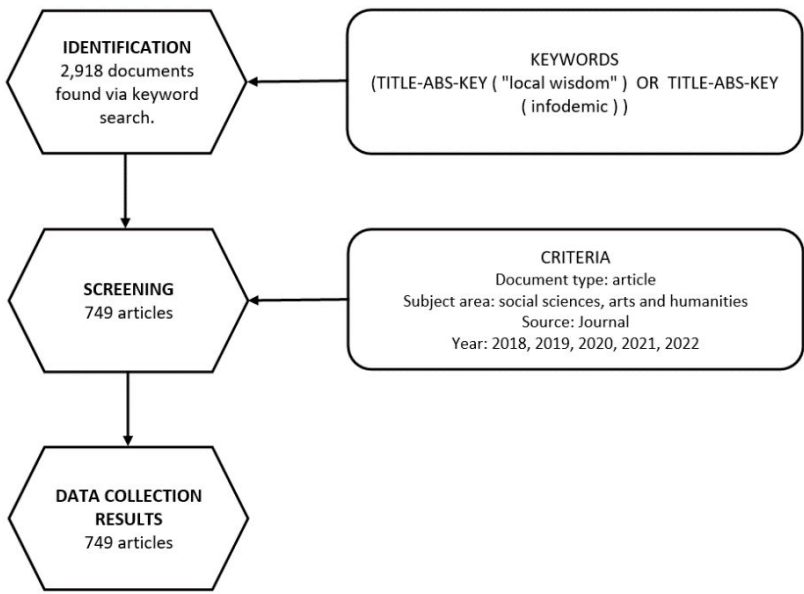 IDENTIFICATION
2,918 documents
found via keyword
search.
KEYWORDS
(TITLE-ABS-KEY ( "local wisdom" ) OR TITLE-ABS-KEY
( infodemic ) )
SCREENING
749 articles
CRITERIA
Document type: article
Subject area: social sciences, arts and humanities
Source: Journal
Year: 2018, 2019, 2020, 2021, 2022
DATA COLLECTION
RESULTS
749 articles